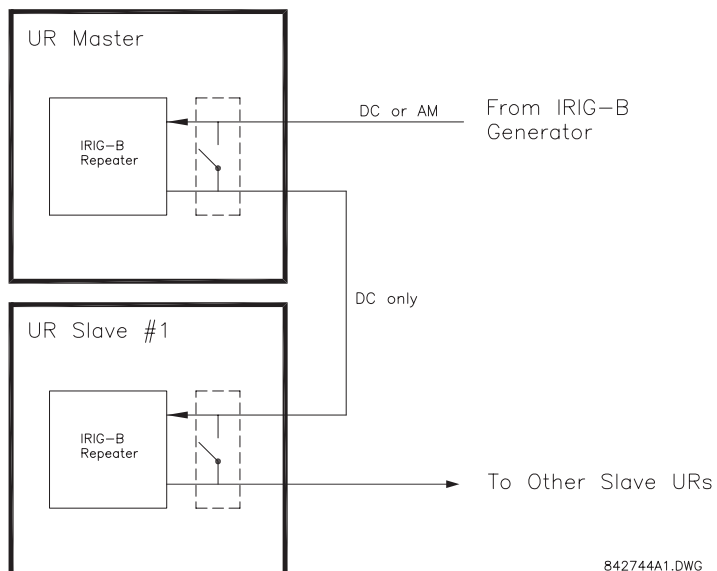 UR Master
DC or AM
From IRIG-B
Generator
IRIG-B
Repeater
DC only
UR Slave #1
IRIG-B
Repeater
To Other Slave URs
842744A1.DWG